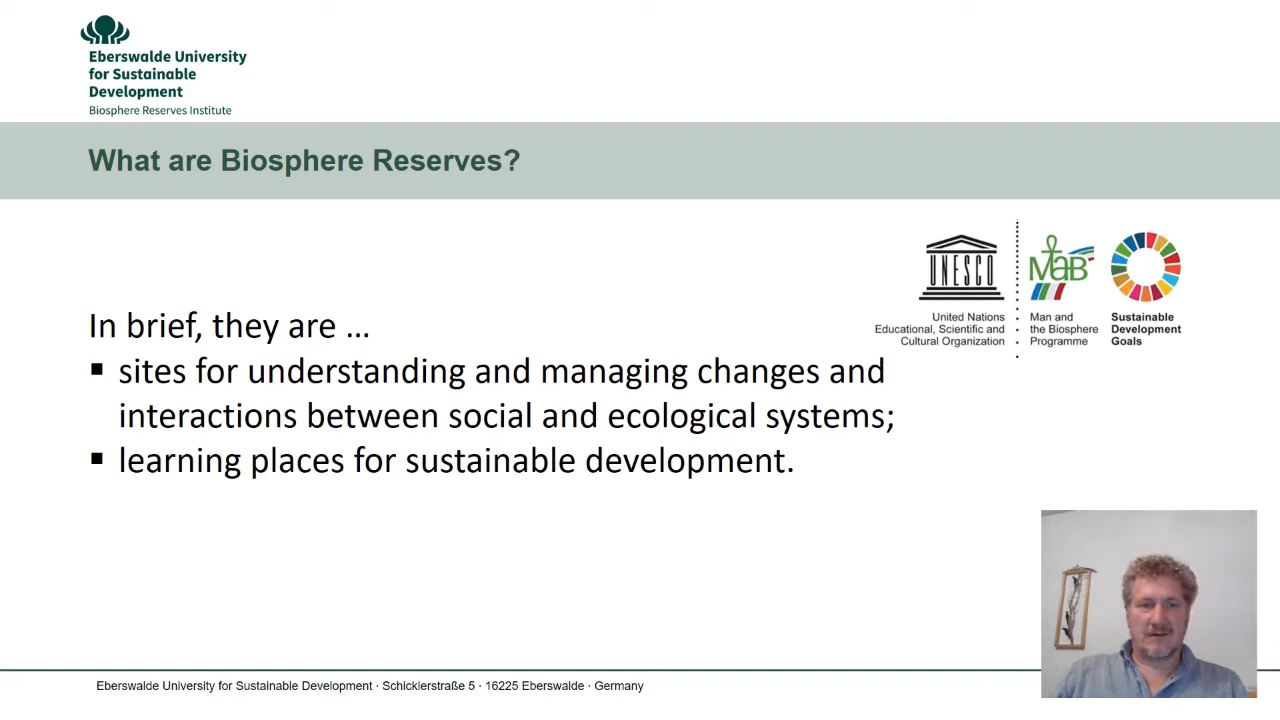 Eberswalde University
for Sustainable
Development
Biosphere Reserves Institute
What are Biosphere Reserves?
UNESCO
MAB
United Nations
Educational, Scientific and
Cultural Organization
Man and
the Biosphere
Programme
Sustainable
Development
Goals
In brief, they are …
▪ sites for understanding and managing changes and
interactions between social and ecological systems;
▪ learning places for sustainable development.
Eberswalde University for Sustainable Development · Schicklerstraße 5 · 16225 Eberswalde · Germany